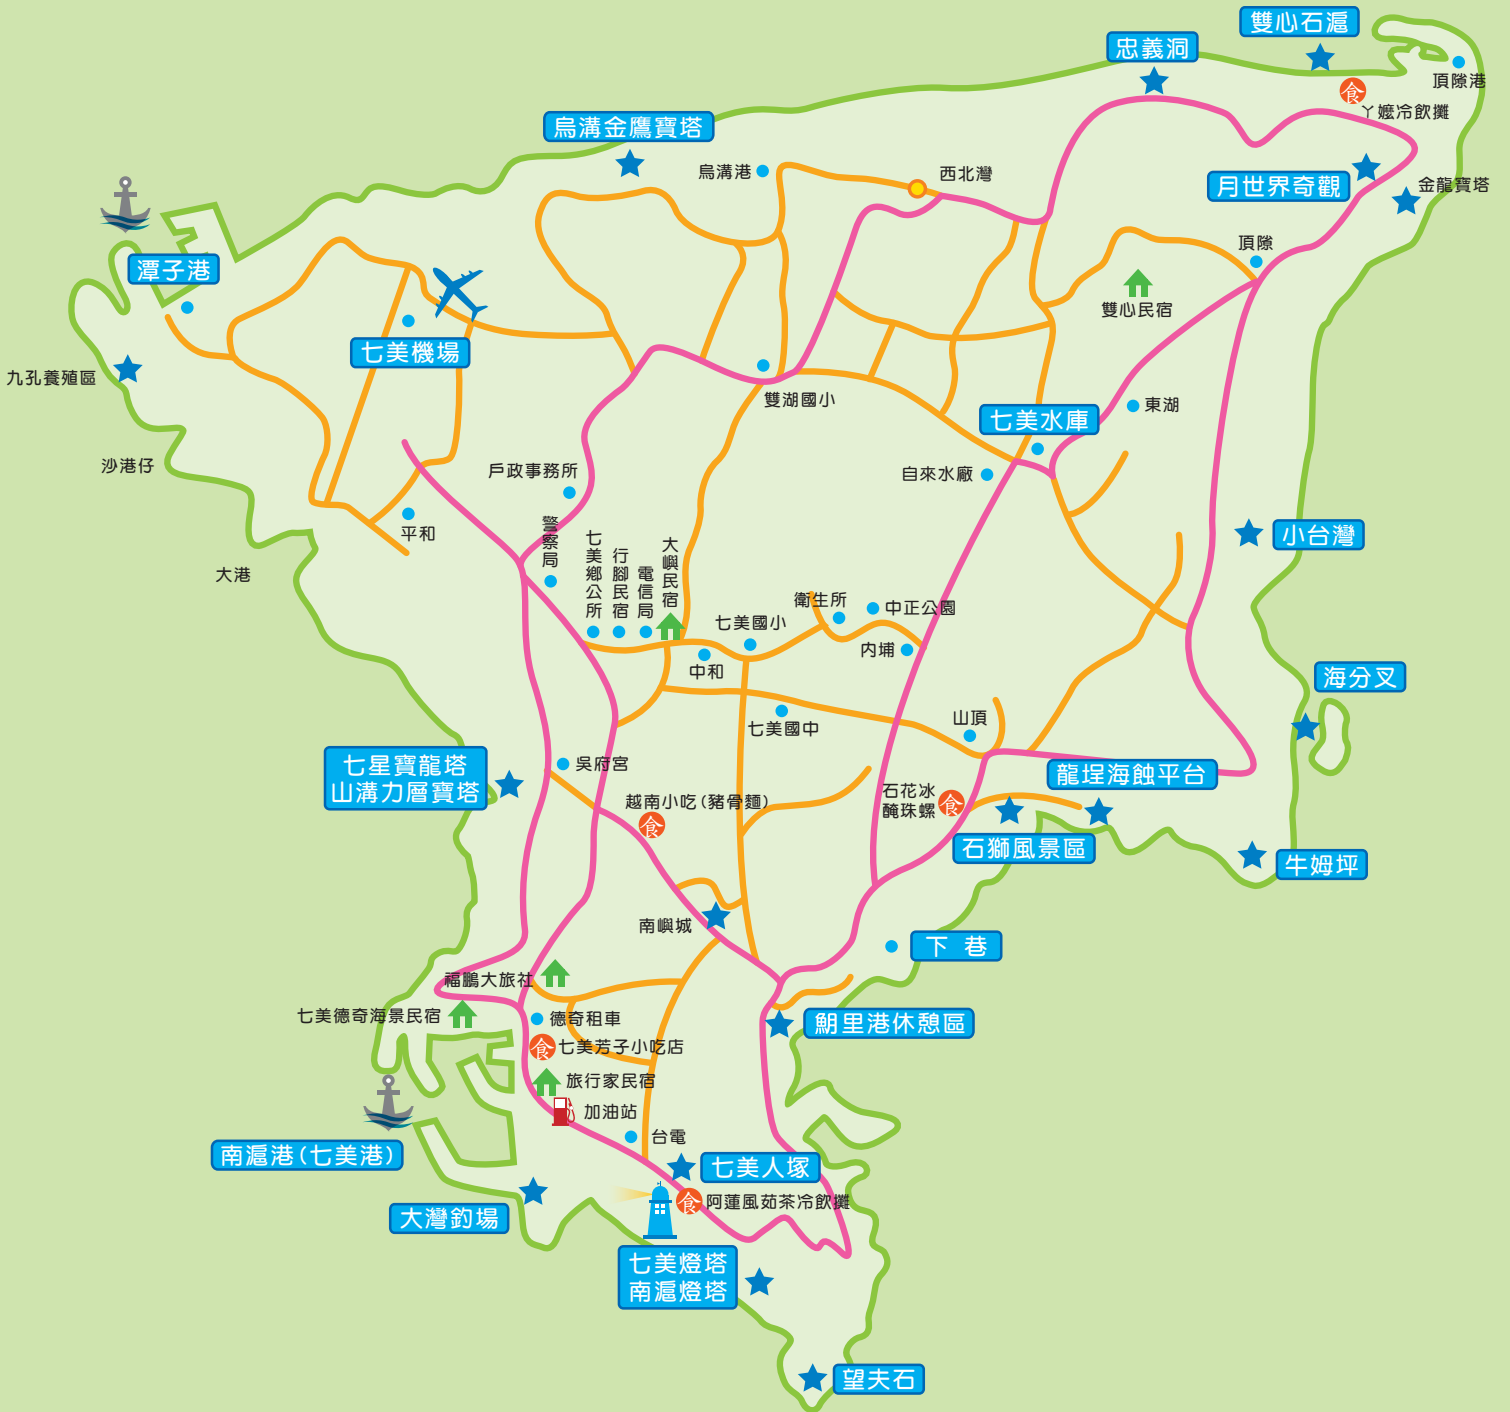 雙心石滬
忠義洞
頂隙港
食
丫嬤冷飲攤
烏溝金鷹寶塔
烏溝港
西北灣
月世界奇觀
金龍寶塔
潭子港
頂隙
雙心民宿
七美機場
九孔養殖區
雙湖國小
七美水庫
東湖
沙港仔
戶政事務所
自來水廠
平和
警察局
七美鄉公所
行腳民宿
電信局
大嶼民宿
小台灣
大港
衛生所
中正公園
七美國小
內埔
中和
海分叉
七美國中
山頂
七星寶龍塔
山溝力層寶塔
吳府宮
龍埕海蝕平台
越南小吃(豬骨麵)
食
石花冰
醃珠螺
食
石獅風景區
牛姆坪
南嶼城
下 巷
福鵬大旅社
七美德奇海景民宿
德奇租車
鮙里港休憩區
食
七美芳子小吃店
旅行家民宿
加油站
台電
南滬港(七美港)
七美人塚
食
阿蓮風茹茶冷飲攤
大灣釣場
七美燈塔
南滬燈塔
望夫石